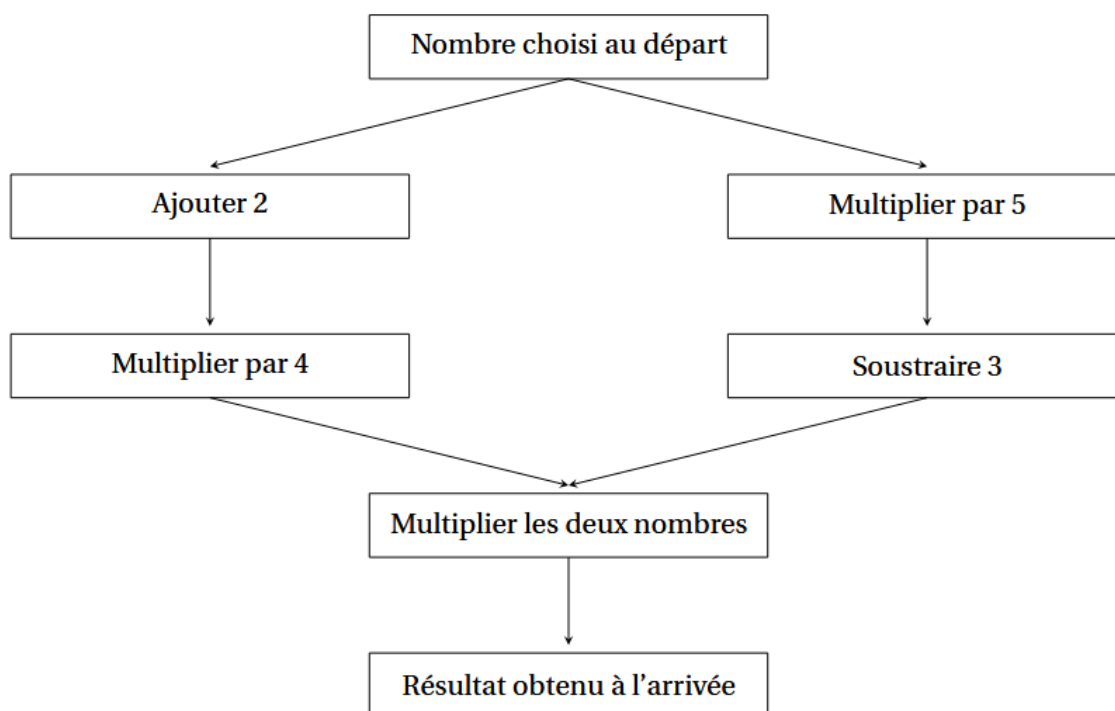 Nombre choisi au départ
Ajouter 2
Multiplier par 5
Multiplier par 4
Soustraire 3
Multiplier les deux nombres
Résultat obtenu à l’arrivée